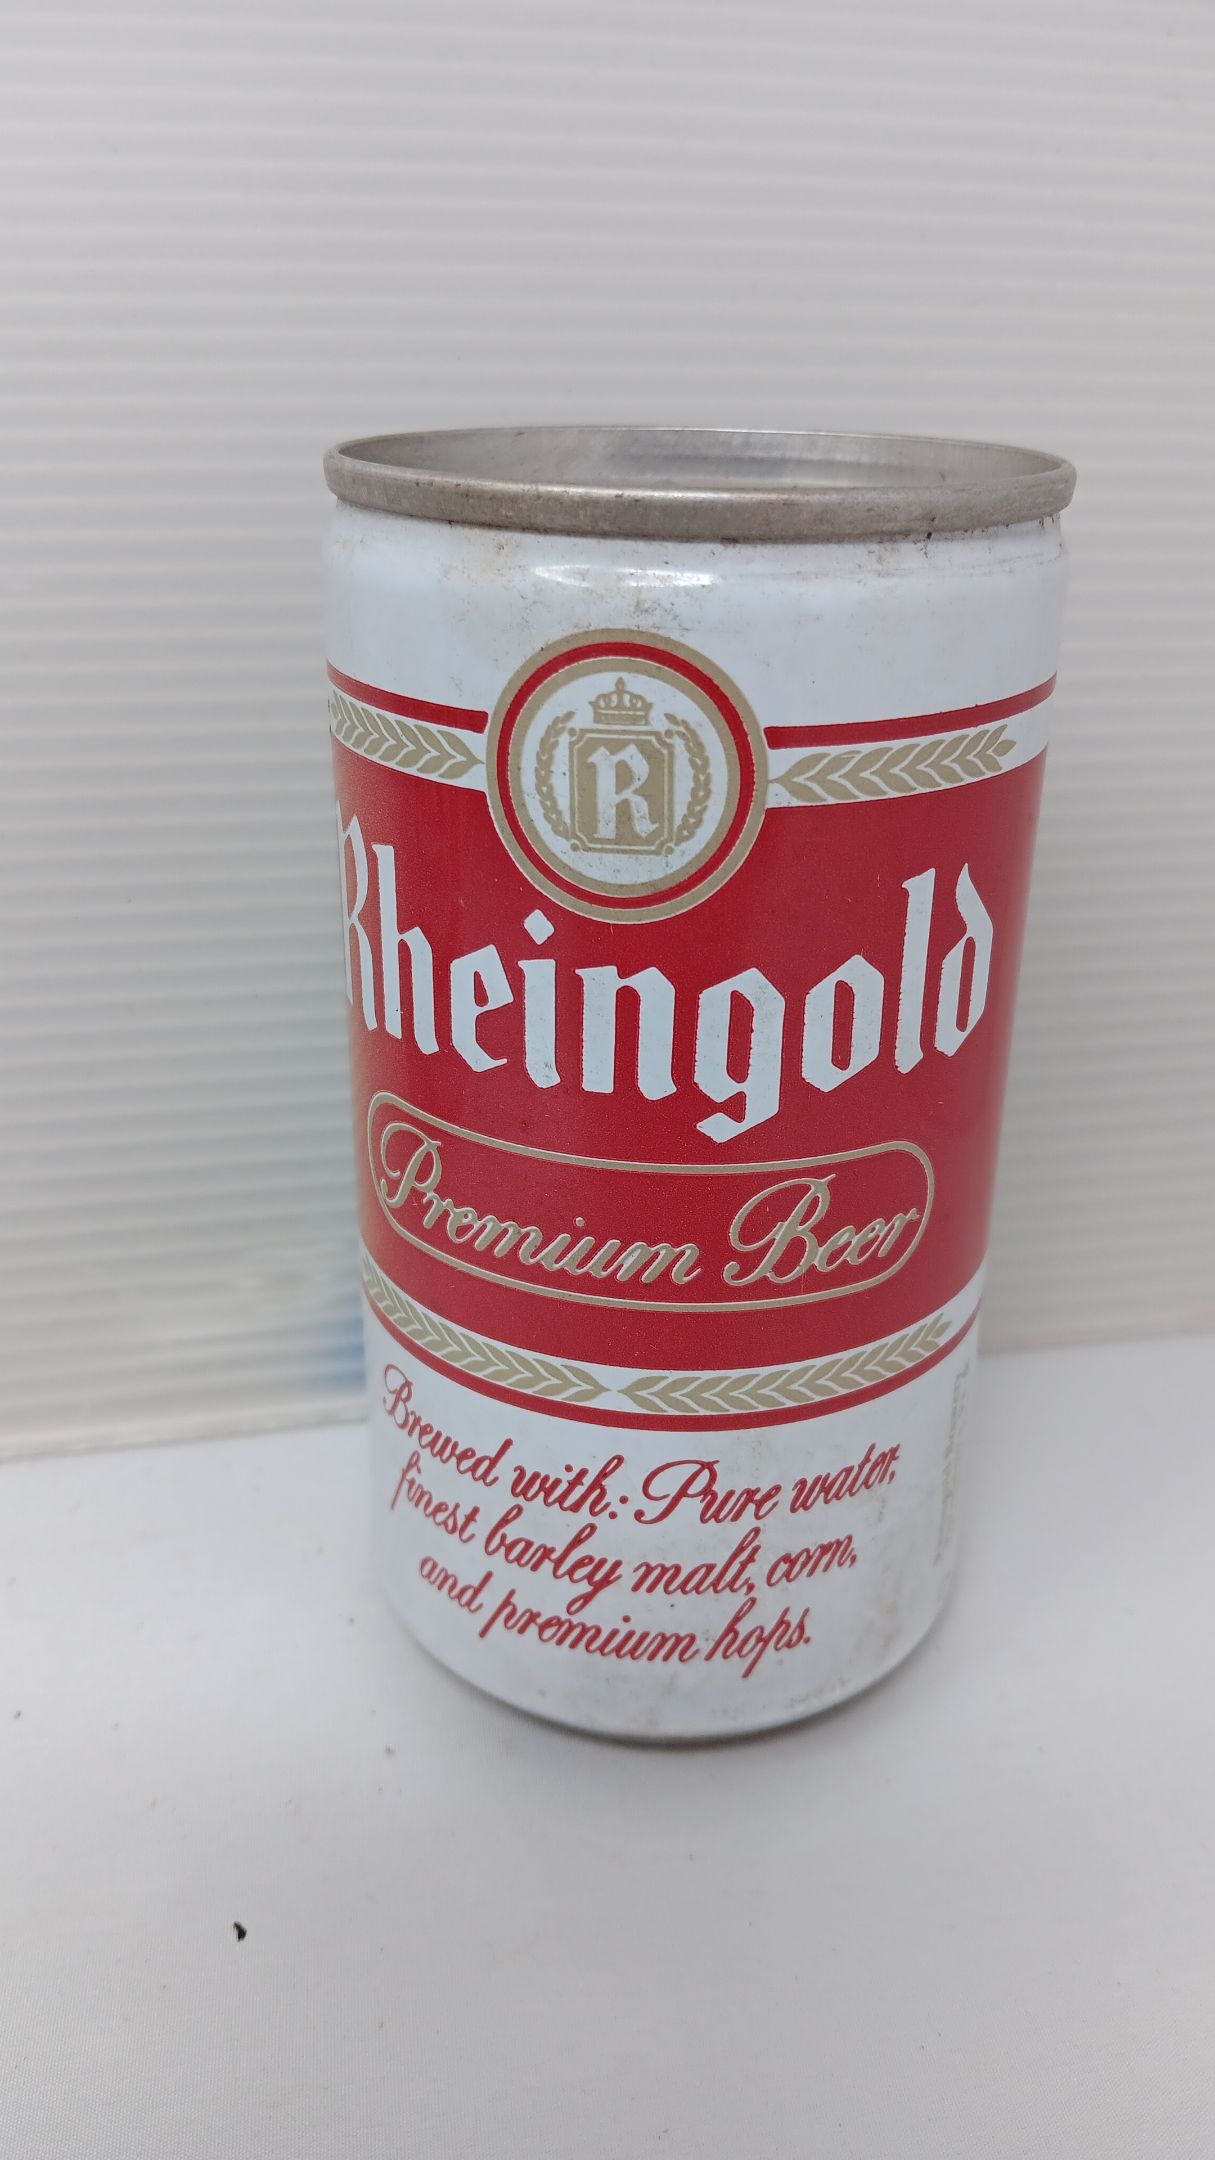 R
Rheingold
Premium Beer
Brewed with: Pure water,
finest barley malt, corn,
and premium hops.